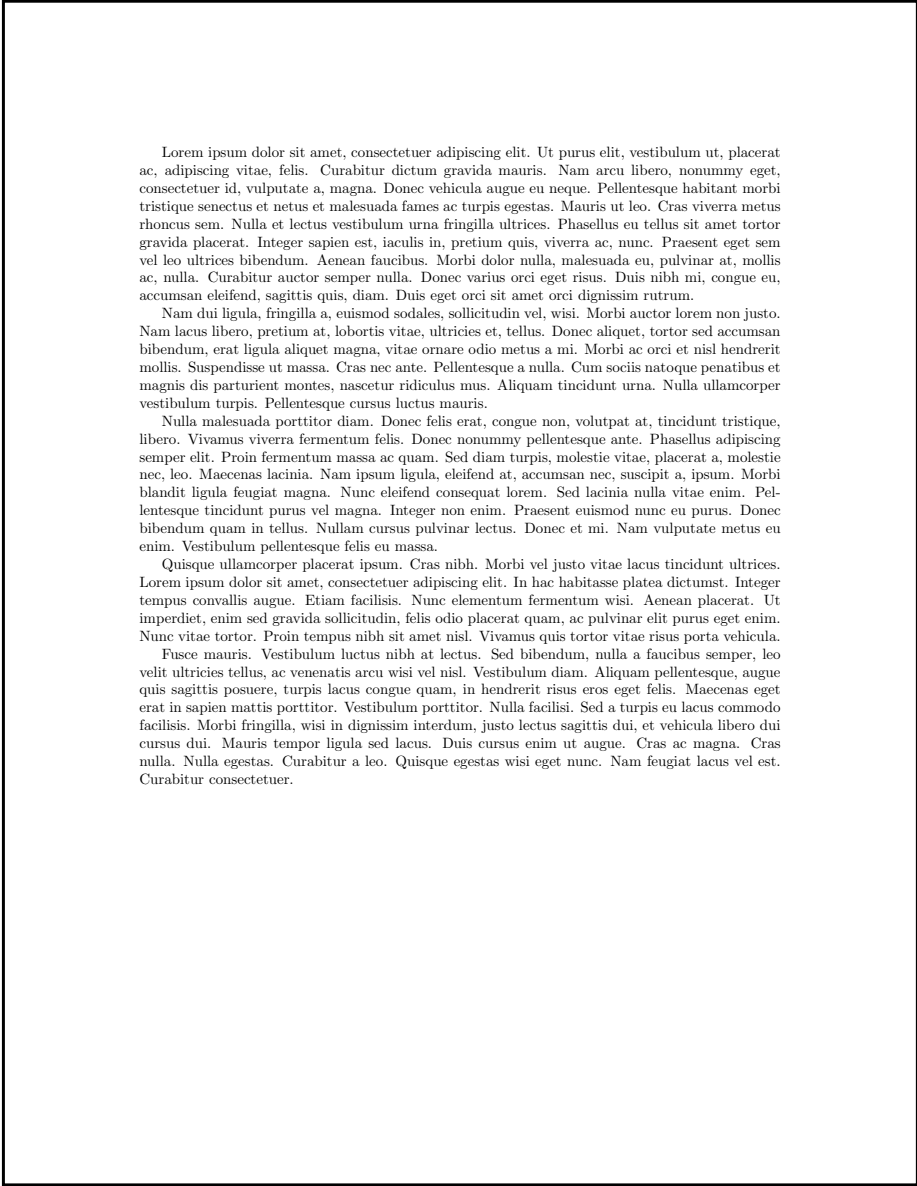 Lorem ipsum dolor sit amet, consectetuer adipiscing elit. Ut purus elit, vestibulum ut, placerat
ac, adipiscing vitae, felis. Curabitur dictum gravida mauris. Nam arcu libero, nonummy eget,
consectetuer id, vulputate a, magna. Donec vehicula augue eu neque. Pellentesque habitant morbi
tristique senectus et netus et malesuada fames ac turpis egestas. Mauris ut leo. Cras viverra metus
rhoncus sem. Nulla et lectus vestibulum urna fringilla ultrices. Phasellus eu tellus sit amet tortor
gravida placerat. Integer sapien est, iaculis in, pretium quis, viverra ac, nunc. Praesent eget sem
vel leo ultrices bibendum. Aenean faucibus. Morbi dolor nulla, malesuada eu, pulvinar at, mollis
ac, nulla. Curabitur auctor semper nulla. Donec varius orci eget risus. Duis nibh mi, congue eu,
accumsan eleifend, sagittis quis, diam. Duis eget orci sit amet orci dignissim rutrum.
Nam dui ligula, fringilla a, euismod sodales, sollicitudin vel, wisi. Morbi auctor lorem non justo.
Nam lacus libero, pretium at, lobortis vitae, ultricies et, tellus. Donec aliquet, tortor sed accumsan
bibendum, erat ligula aliquet magna, vitae ornare odio metus a mi. Morbi ac orci et nisl hendrerit
mollis. Suspendisse ut massa. Cras nec ante. Pellentesque a nulla. Cum sociis natoque penatibus et
magnis dis parturient montes, nascetur ridiculus mus. Aliquam tincidunt urna. Nulla ullamcorper
vestibulum turpis. Pellentesque cursus luctus mauris.
Nulla malesuada porttitor diam. Donec felis erat, congue non, volutpat at, tincidunt tristique,
libero. Vivamus viverra fermentum felis. Donec nonummy pellentesque ante. Phasellus adipiscing
semper elit. Proin fermentum massa ac quam. Sed diam turpis, molestie vitae, placerat a, molestie
nec, leo. Maecenas lacinia. Nam ipsum ligula, eleifend at, accumsan nec, suscipit a, ipsum. Morbi
blandit ligula feugiat magna. Nunc eleifend consequat lorem. Sed lacinia nulla vitae enim. Pel-
lentesque tincidunt purus vel magna. Integer non enim. Praesent euismod nunc eu purus. Donec
bibendum quam in tellus. Nullam cursus pulvinar lectus. Donec et mi. Nam vulputate metus eu
enim. Vestibulum pellentesque felis eu massa.
Quisque ullamcorper placerat ipsum. Cras nibh. Morbi vel justo vitae lacus tincidunt ultrices.
Lorem ipsum dolor sit amet, consectetuer adipiscing elit. In hac habitasse platea dictumst. Integer
tempus convallis augue. Etiam facilisis. Nunc elementum fermentum wisi. Aenean placerat. Ut
imperdiet, enim sed gravida sollicitudin, felis odio placerat quam, ac pulvinar elit purus eget enim.
Nunc vitae tortor. Proin tempus nibh sit amet nisl. Vivamus quis tortor vitae risus porta vehicula.
Fusce mauris. Vestibulum luctus nibh at lectus. Sed bibendum, nulla a faucibus semper, leo
velit ultricies tellus, ac venenatis arcu wisi vel nisl. Vestibulum diam. Aliquam pellentesque, augue
quis sagittis posuere, turpis lacus congue quam, in hendrerit risus eros eget felis. Maecenas eget
erat in sapien mattis porttitor. Vestibulum porttitor. Nulla facilisi. Sed a turpis eu lacus commodo
facilisis. Morbi fringilla, wisi in dignissim interdum, justo lectus sagittis dui, et vehicula libero dui
cursus dui. Mauris tempor ligula sed lacus. Duis cursus enim ut augue. Cras ac magna. Cras
nulla. Nulla egestas. Curabitur a leo. Quisque egestas wisi eget nunc. Nam feugiat lacus vel est.
Curabitur consectetuer.